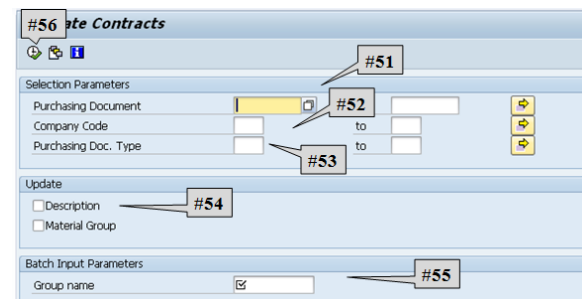 #56 ate Contracts
#51
Selection Parameters
Purchasing Document #52
Company Code to
Purchasing Doc. Type to
#53
Update
Description #54
Material Group
Batch Input Parameters
#55
Group name